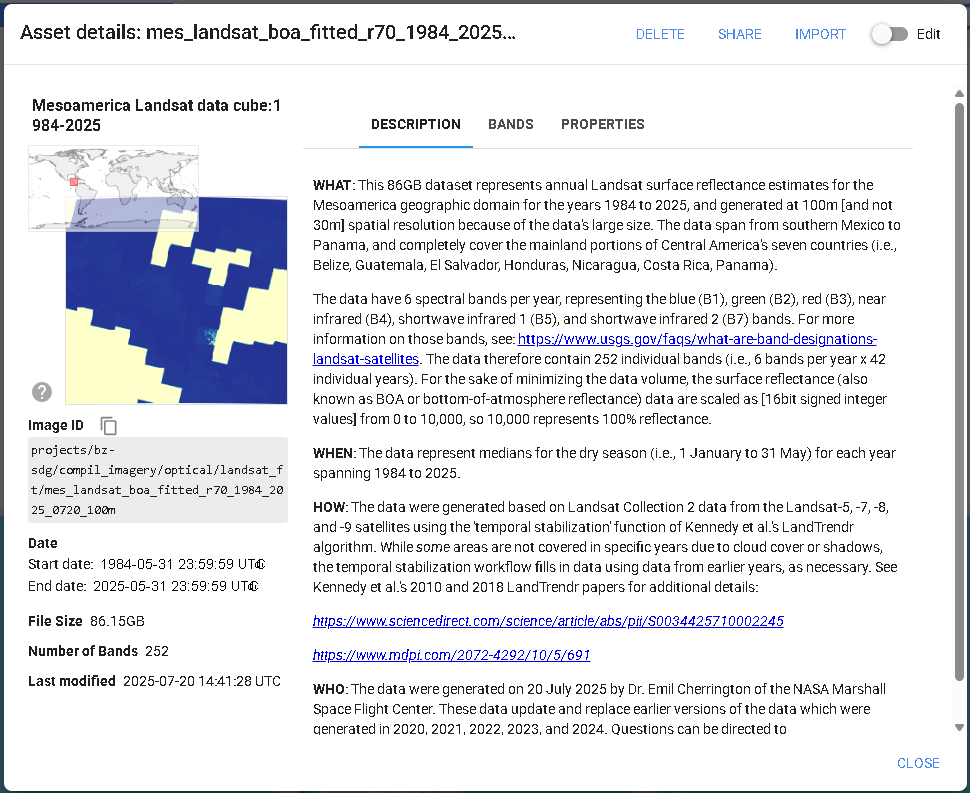 Asset details: mes_landsat_boa_fitted_r70_1984_2025...
DELETE
SHARE
IMPORT
Edit
Mesoamerica Landsat data cube:1
984-2025
DESCRIPTION
BANDS
PROPERTIES
?
Image ID
projects/bz-
sdg/compil_imagery/optical/landsat_f
t/mes_landsat_boa_fitted_r70_1984_20
25_0720_100m
Date
Start date: 1984-05-31 23:59:59 UTC
End date: 2025-05-31 23:59:59 UTC
File Size 86.15GB
Number of Bands 252
Last modified 2025-07-20 14:41:28 UTC
WHAT: This 86GB dataset represents annual Landsat surface reflectance estimates for the
Mesoamerica geographic domain for the years 1984 to 2025, and generated at 100m [and not
30m] spatial resolution because of the data's large size. The data span from southern Mexico to
Panama, and completely cover the mainland portions of Central America's seven countries (i.e.,
Belize, Guatemala, El Salvador, Honduras, Nicaragua, Costa Rica, Panama).
The data have 6 spectral bands per year, representing the blue (B1), green (B2), red (B3), near
infrared (B4), shortwave infrared 1 (B5), and shortwave infrared 2 (B7) bands. For more
information on those bands, see: https://www.usgs.gov/faqs/what-are-band-designations-
landsat-satellites. The data therefore contain 252 individual bands (i.e., 6 bands per year x 42
individual years). For the sake of minimizing the data volume, the surface reflectance (also
known as BOA or bottom-of-atmosphere reflectance) data are scaled as [16bit signed integer
values] from 0 to 10,000, so 10,000 represents 100% reflectance.
WHEN: The data represent medians for the dry season (i.e., 1 January to 31 May) for each year
spanning 1984 to 2025.
HOW: The data were generated based on Landsat Collection 2 data from the Landsat-5, -7, -8,
and -9 satellites using the 'temporal stabilization' function of Kennedy et al.'s LandTrendr
algorithm. While some areas are not covered in specific years due to cloud cover or shadows,
the temporal stabilization workflow fills in data using data from earlier years, as necessary. See
Kennedy et al.'s 2010 and 2018 LandTrendr papers for additional details:
https://www.sciencedirect.com/science/article/abs/pii/S0034425710002245
https://www.mdpi.com/2072-4292/10/5/691
WHO: The data were generated on 20 July 2025 by Dr. Emil Cherrington of the NASA Marshall
Space Flight Center. These data update and replace earlier versions of the data which were
generated in 2020, 2021, 2022, 2023, and 2024. Questions can be directed to
CLOSE